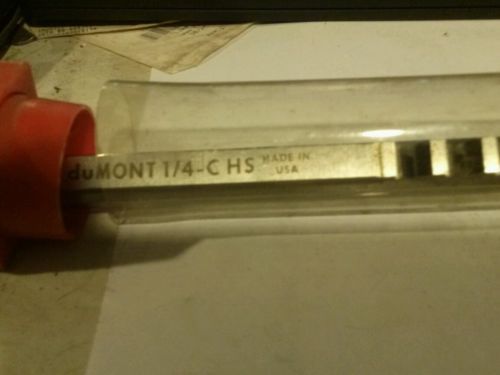 duMONT 1/4-C HS MADE IN
USA